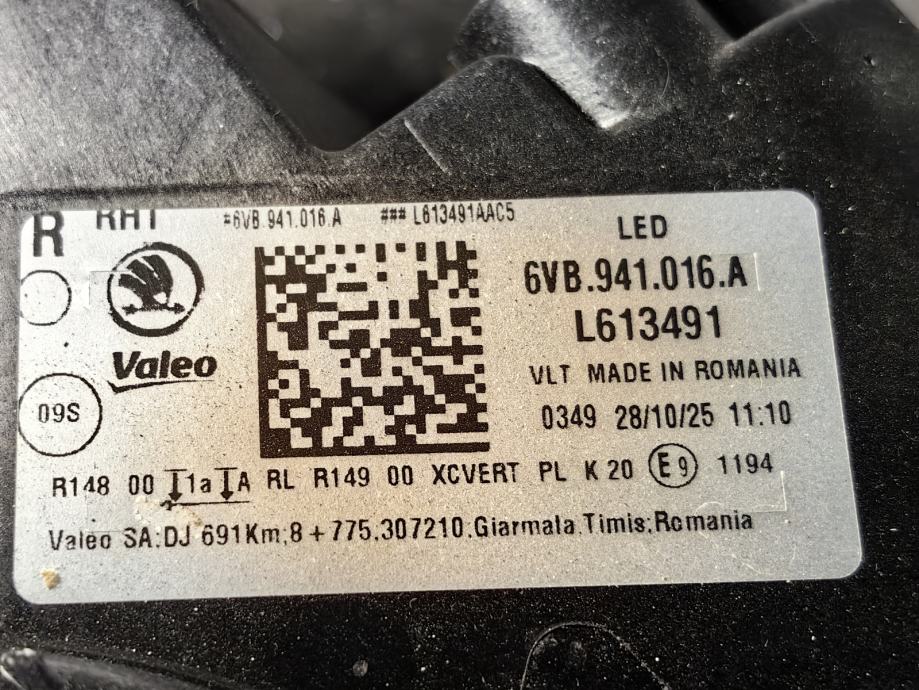 R RHT #6VB.941.016.A ### L613491AAC5
LED
6VB.941.016.A
L613491
Valeo
VLT MADE IN ROMANIA
09S
0349 28/10/25 11:10
R148 00 1a A RL R149 00 XCVERT PL K 20 E9 1194
Valeo SA:DJ 691Km;8+775.307210.Giarmala.Timis;Romania